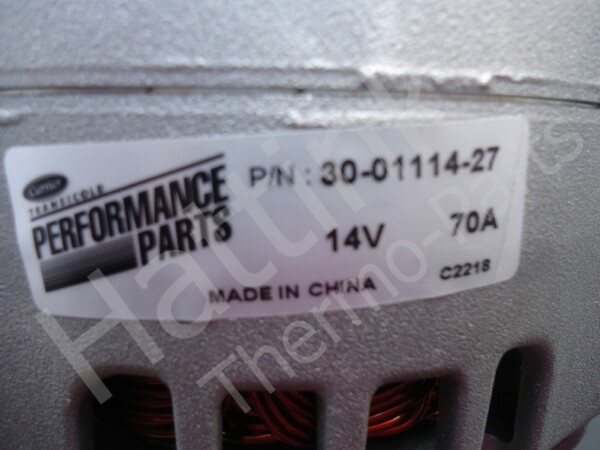 Carrier
TRANSICOLD
PERFORMANCE
PARTS
P/N : 30-01114-27
14V 70A
C2218
MADE IN CHINA
Hattink
Thermo-Parts